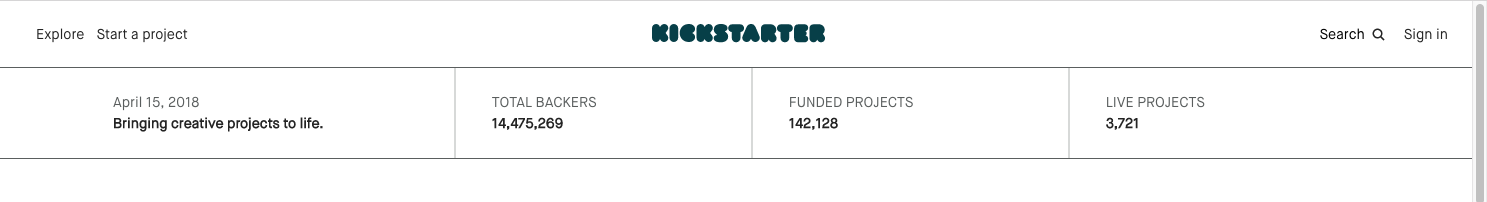 Explore Start a project KICKSTARTER Search Sign in
April 15, 2018
Bringing creative projects to life.
TOTAL BACKERS
14,475,269
FUNDED PROJECTS
142,128
LIVE PROJECTS
3,721